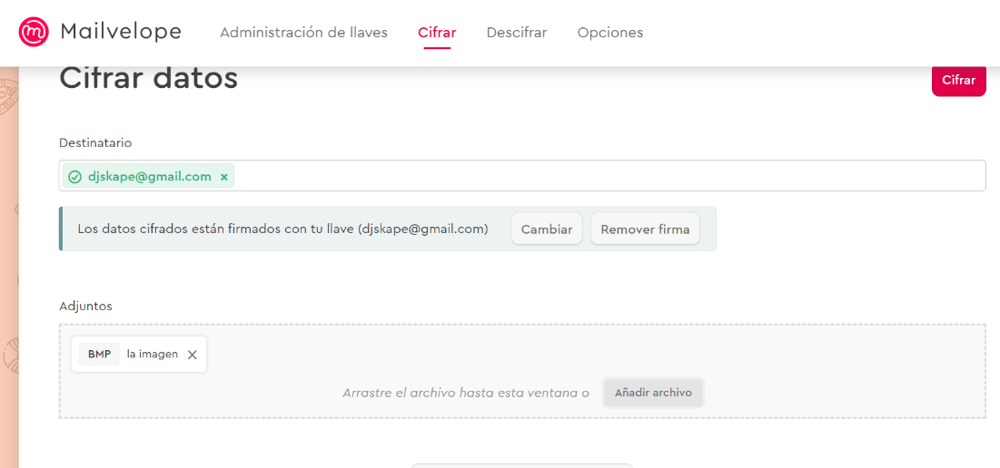 Mailvelope Administración de llaves Cifrar Descifrar Opciones
Cifrar datos Cifrar
Destinatario
djskape@gmail.com ×
Los datos cifrados están firmados con tu llave (djskape@gmail.com) Cambiar Remover firma
Adjuntos
BMP la imagen ×
Arrastre el archivo hasta esta ventana o Añadir archivo